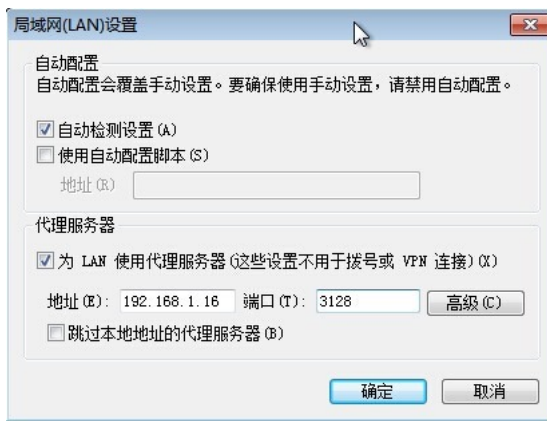 局域网(LAN)设置
自动配置
自动配置会覆盖手动设置。要确保使用手动设置，请禁用自动配置。
自动检测设置(A)
使用自动配置脚本(S)
地址(R)
代理服务器
为 LAN 使用代理服务器(这些设置不用于拨号或 VPN 连接)(X)
地址(E): 192.168.1.16 端口(T): 3128 高级(C)
跳过本地地址的代理服务器(B)
确定 取消